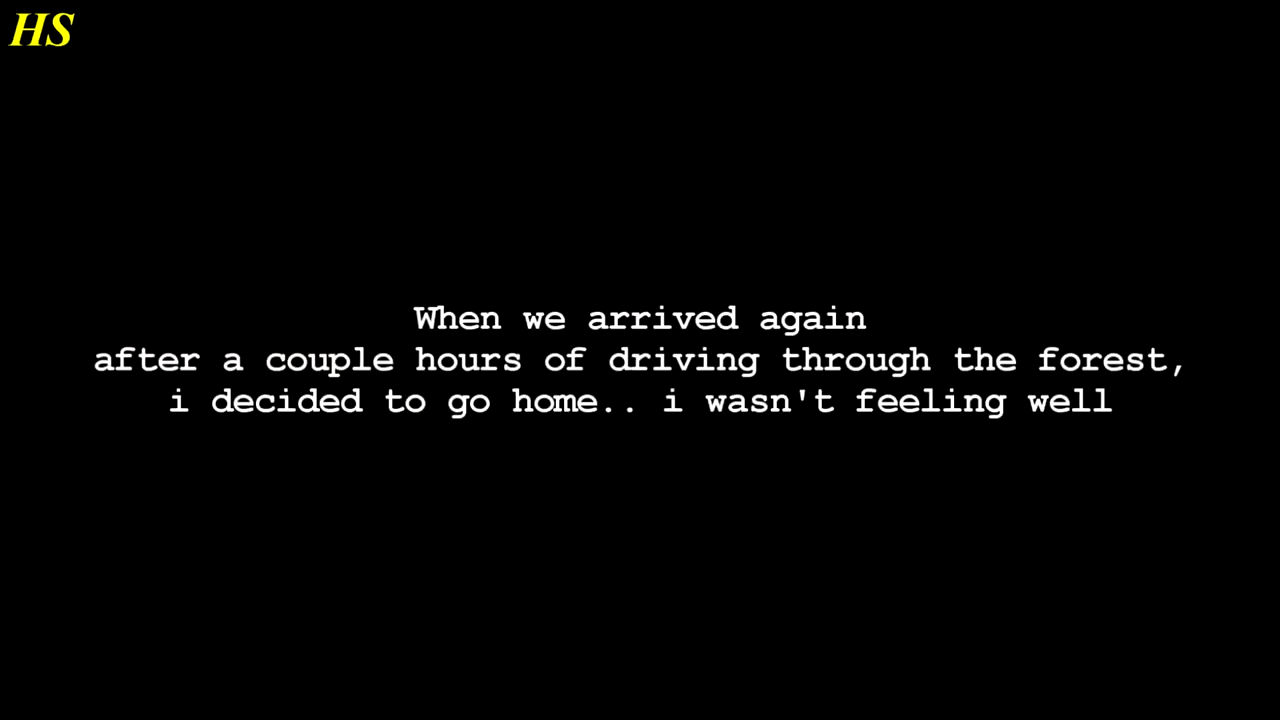 HS
When we arrived again
after a couple hours of driving through the forest,
i decided to go home.. i wasn't feeling well